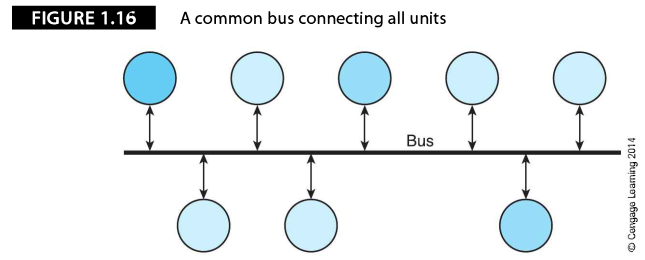 FIGURE 1.16 A common bus connecting all units
Bus
© Cengage Learning 2014